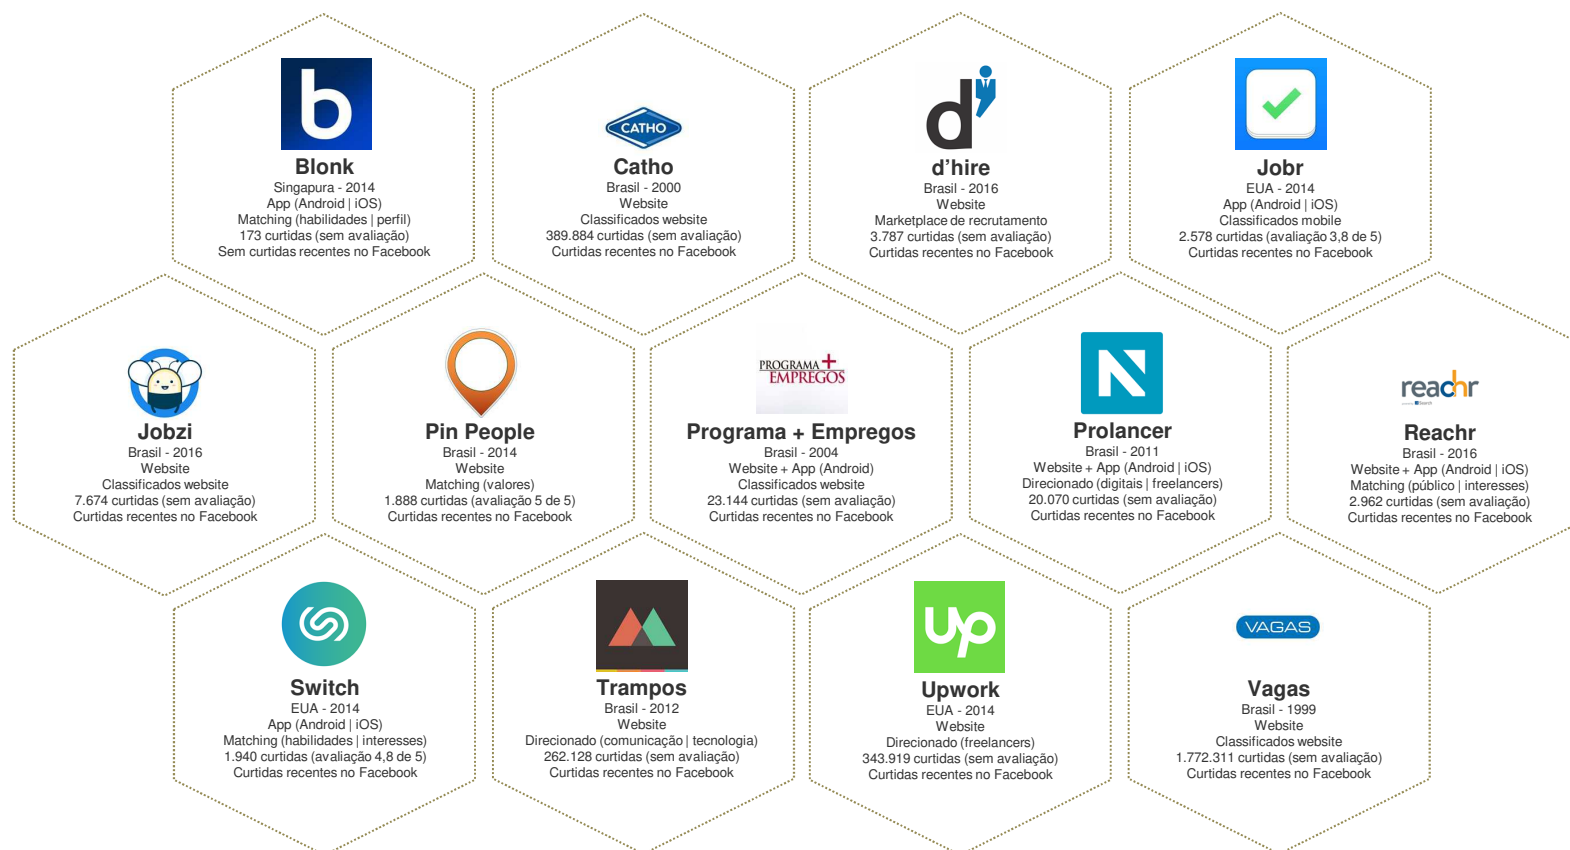 b
CATHO
d'
Blonk
Singapura - 2014
App (Android | iOS)
Matching (habilidades | perfil)
173 curtidas (sem avaliação)
Sem curtidas recentes no Facebook
Catho
Brasil - 2000
Website
Classificados website
389.884 curtidas (sem avaliação)
Curtidas recentes no Facebook
d’hire
Brasil - 2016
Website
Marketplace de recrutamento
3.787 curtidas (sem avaliação)
Curtidas recentes no Facebook
Jobr
EUA - 2014
App (Android | iOS)
Classificados mobile
2.578 curtidas (avaliação 3,8 de 5)
Curtidas recentes no Facebook
Jobzi
Brasil - 2016
Website
Classificados website
7.674 curtidas (sem avaliação)
Curtidas recentes no Facebook
Pin People
Brasil - 2014
Website
Matching (valores)
1.888 curtidas (avaliação 5 de 5)
Curtidas recentes no Facebook
PROGRAMA +
EMPREGOS
Programa + Empregos
Brasil - 2004
Website + App (Android)
Classificados website
23.144 curtidas (sem avaliação)
Curtidas recentes no Facebook
N
Prolancer
Brasil - 2011
Website + App (Android | iOS)
Direcionado (digitais | freelancers)
20.070 curtidas (sem avaliação)
Curtidas recentes no Facebook
reachr
Reachr
Brasil - 2016
Website + App (Android | iOS)
Matching (público | interesses)
2.962 curtidas (sem avaliação)
Curtidas recentes no Facebook
Switch
EUA - 2014
App (Android | iOS)
Matching (habilidades | interesses)
1.940 curtidas (avaliação 4,8 de 5)
Curtidas recentes no Facebook
Trampos
Brasil - 2012
Website
Direcionado (comunicação | tecnologia)
262.128 curtidas (sem avaliação)
Curtidas recentes no Facebook
Up
Upwork
EUA - 2014
Website
Direcionado (freelancers)
343.919 curtidas (sem avaliação)
Curtidas recentes no Facebook
VAGAS
Vagas
Brasil - 1999
Website
Classificados website
1.772.311 curtidas (sem avaliação)
Curtidas recentes no Facebook